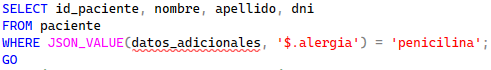 SELECT id_paciente, nombre, apellido, dni
FROM paciente
WHERE JSON_VALUE(datos_adicionales, '$.alergia') = 'penicilina';
GO